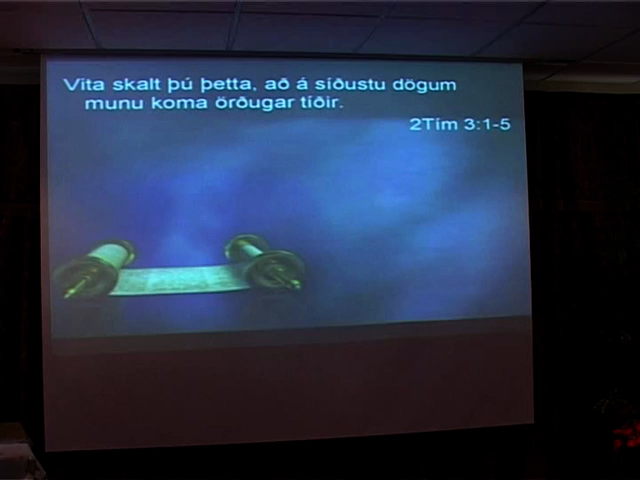 Vita skalt þú þetta, að á síðustu dögum
munu koma örðugar tíðir.
2Tím 3:1-5